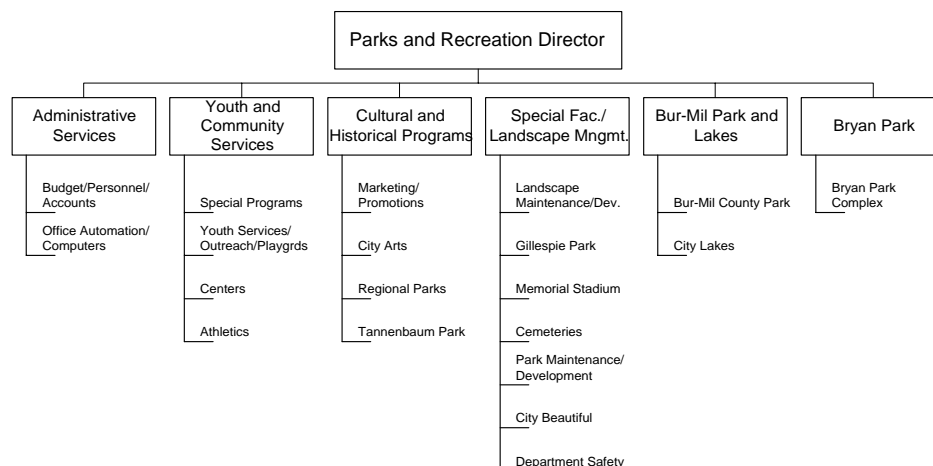 Parks and Recreation Director
Administrative
Services
Budget/Personnel/
Accounts
Office Automation/
Computers
Youth and
Community
Services
Special Programs
Youth Services/
Outreach/Playgrds
Centers
Athletics
Cultural and
Historical Programs
Marketing/
Promotions
City Arts
Regional Parks
Tannenbaum Park
Special Fac./
Landscape Mngmt.
Landscape
Maintenance/Dev.
Gillespie Park
Memorial Stadium
Cemeteries
Park Maintenance/
Development
City Beautiful
Department Safety
Bur-Mil Park and
Lakes
Bur-Mil County Park
City Lakes
Bryan Park
Bryan Park
Complex